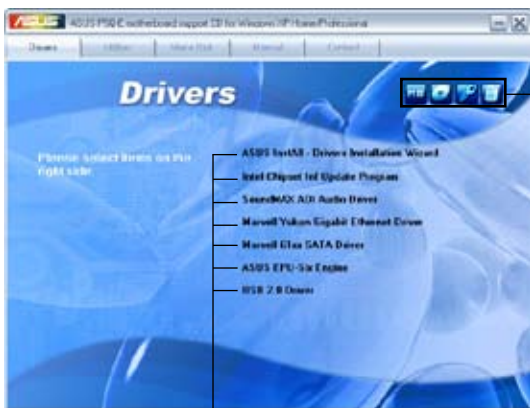 ASUS P5Q-E motherboard support CD for Windows XP Home/Professional
Drivers
Utilities
Make Disk
Manual
Contact
Drivers
Please select items on the
right side.
ASUS InstAll - Drivers Installation Wizard
Intel Chipset Inf Update Program
SoundMAX ADI Audio Driver
Marvell Yukon Gigabit Ethernet Driver
Marvell 61xx SATA Driver
ASUS EPU-Six Engine
USB 2.0 Driver